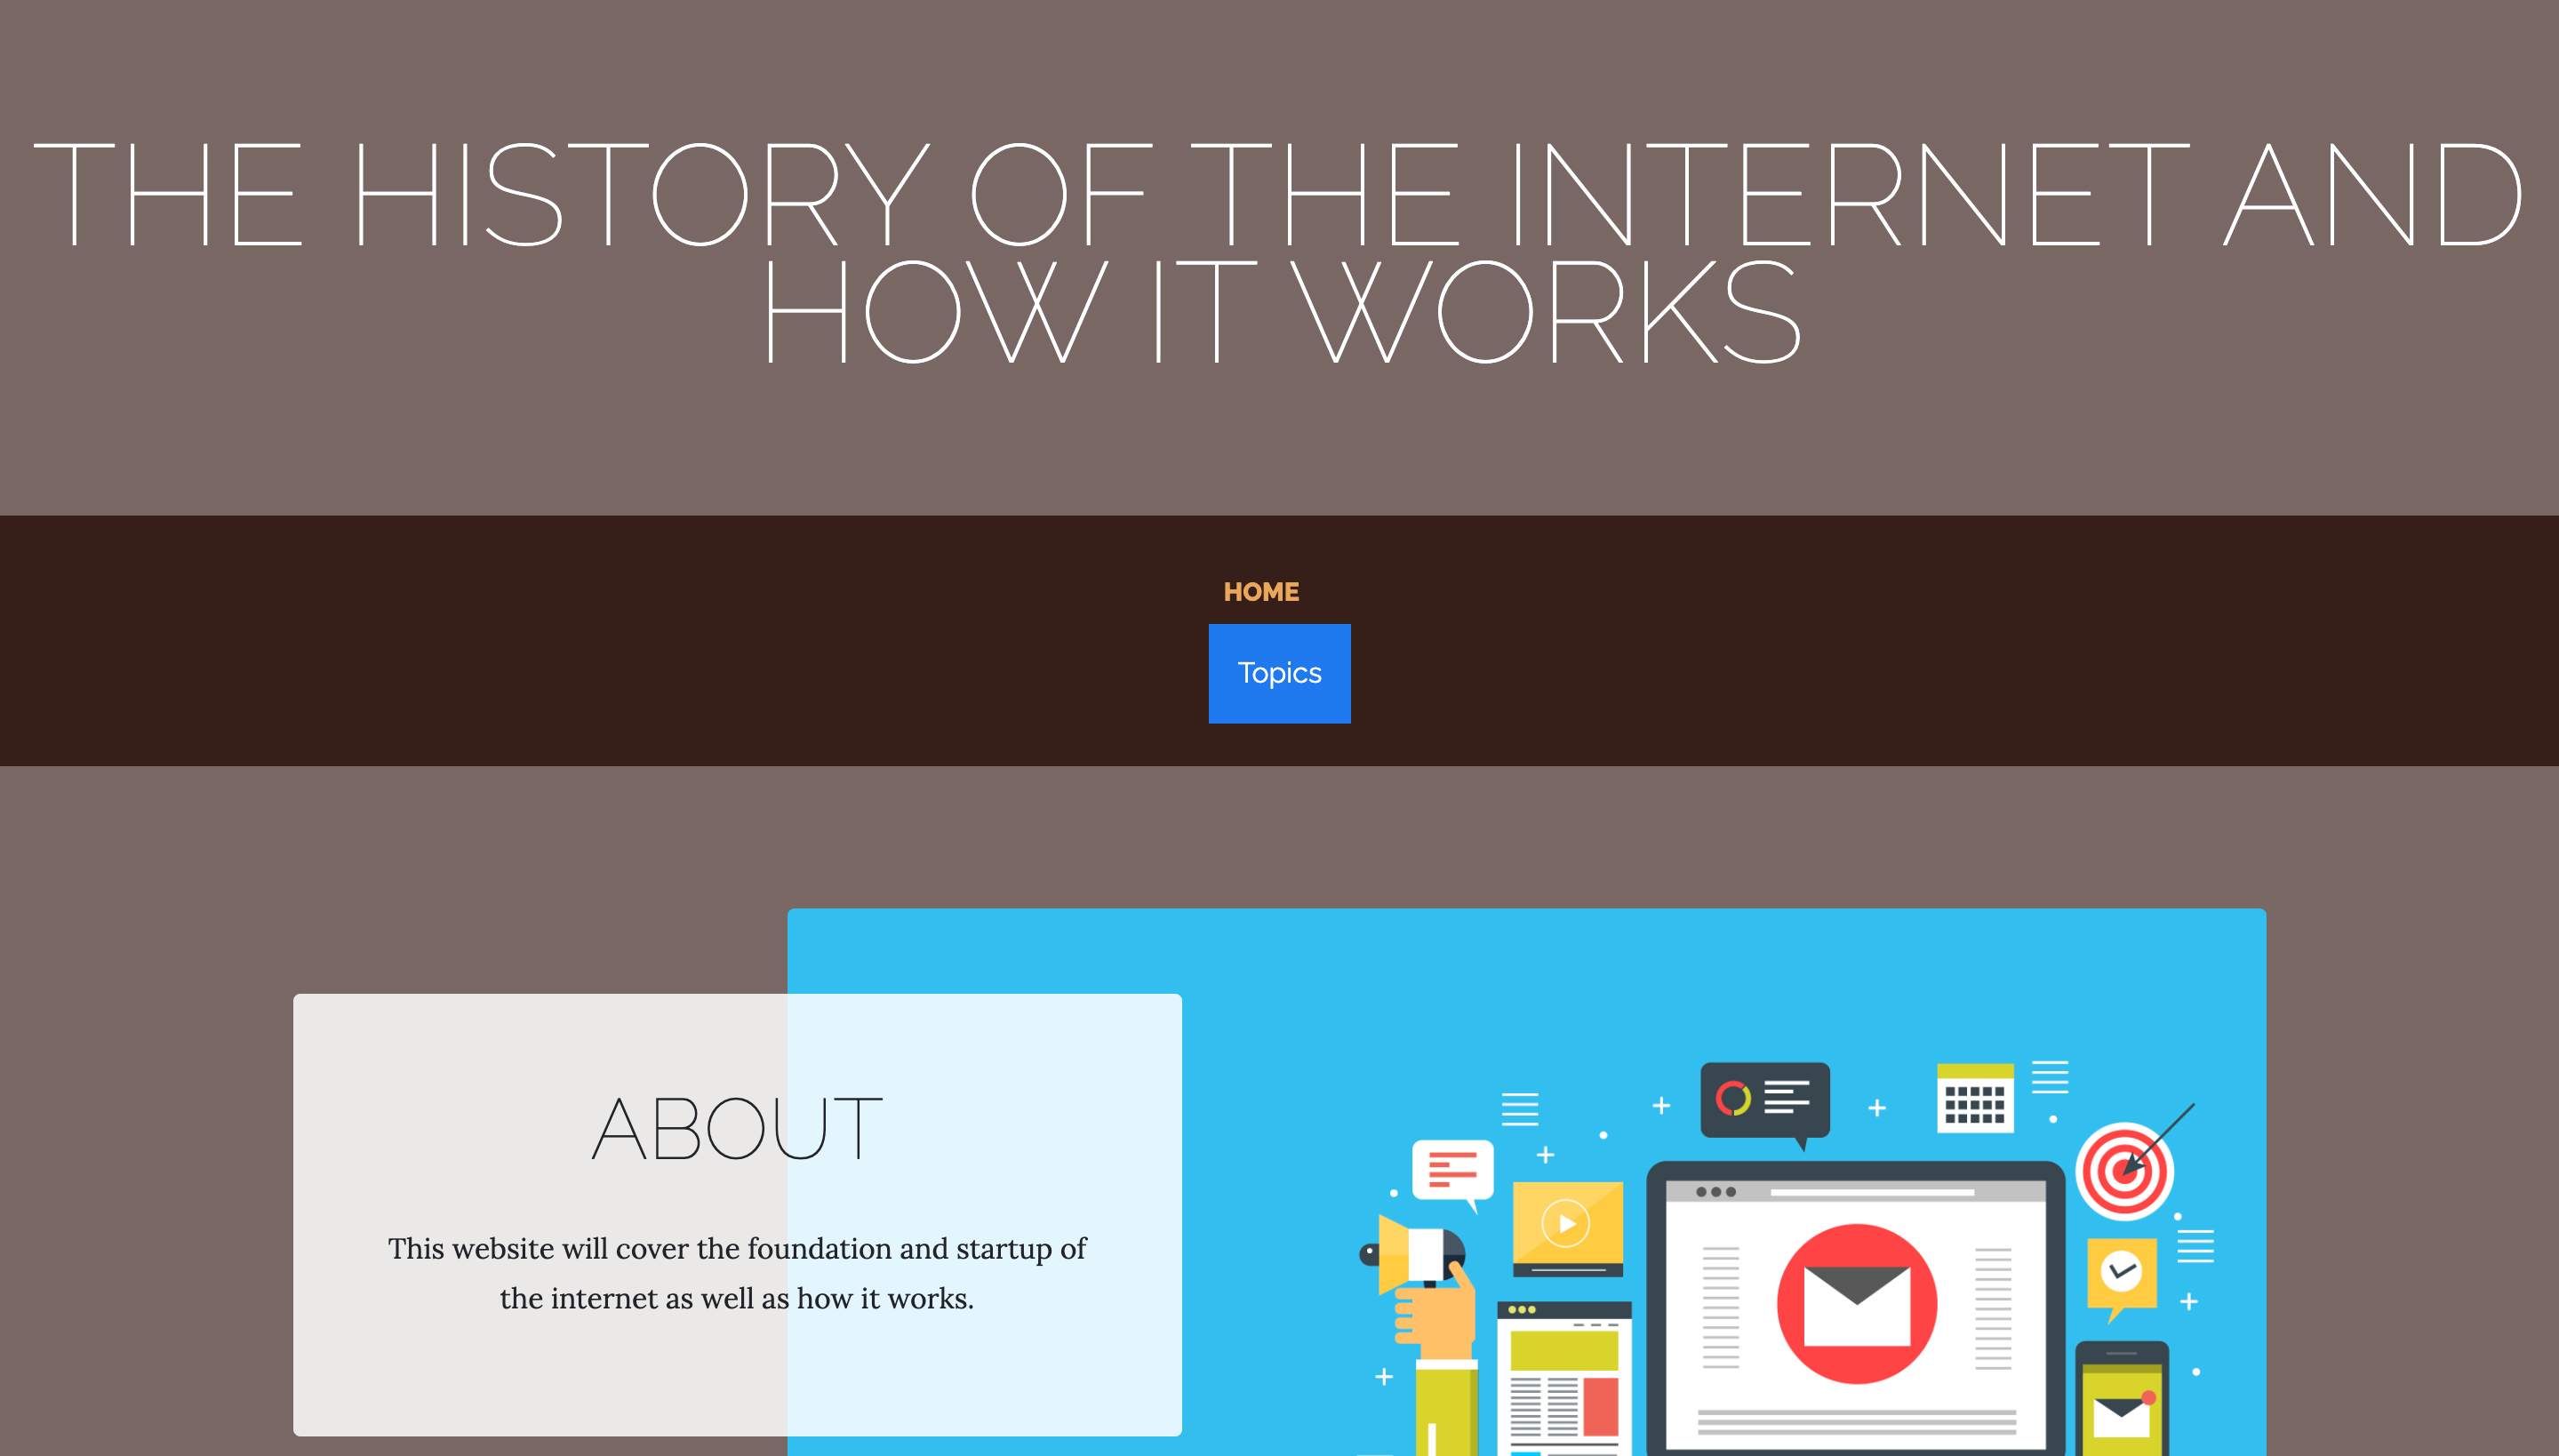 THE HISTORY OF THE INTERNET AND
HOW IT WORKS
HOME
Topics
ABOUT
This website will cover the foundation and startup of
the internet as well as how it works.